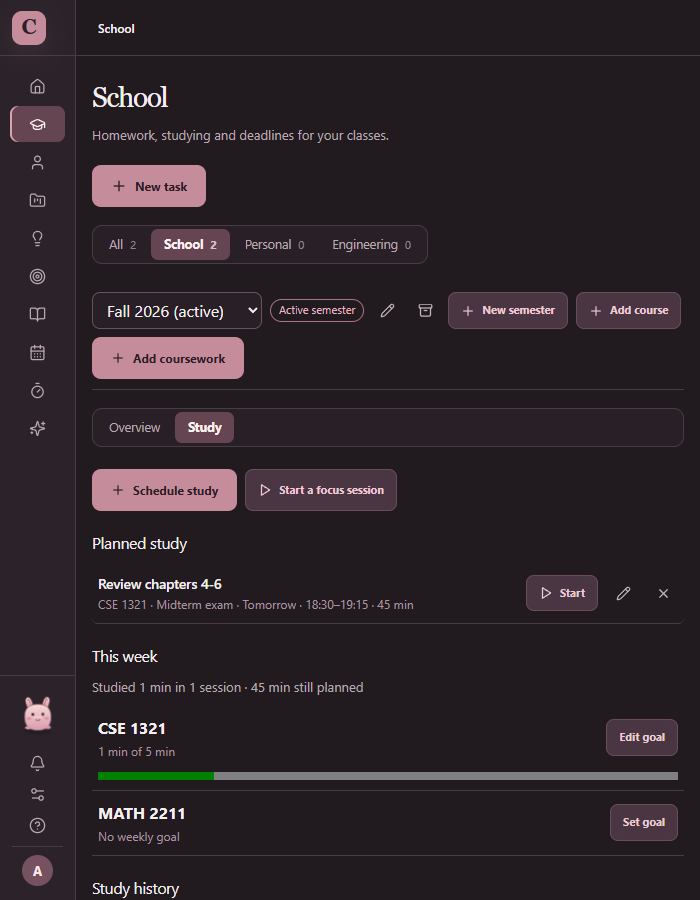 C
School
School
Homework, studying and deadlines for your classes.
+ New task
All 2 School 2 Personal 0 Engineering 0
Fall 2026 (active) Active semester + New semester + Add course
+ Add coursework
Overview Study
+ Schedule study Start a focus session
Planned study
Review chapters 4-6
CSE 1321 · Midterm exam · Tomorrow · 18:30–19:15 · 45 min
Start
This week
Studied 1 min in 1 session · 45 min still planned
CSE 1321
1 min of 5 min
Edit goal
MATH 2211
No weekly goal
Set goal
Study history
A